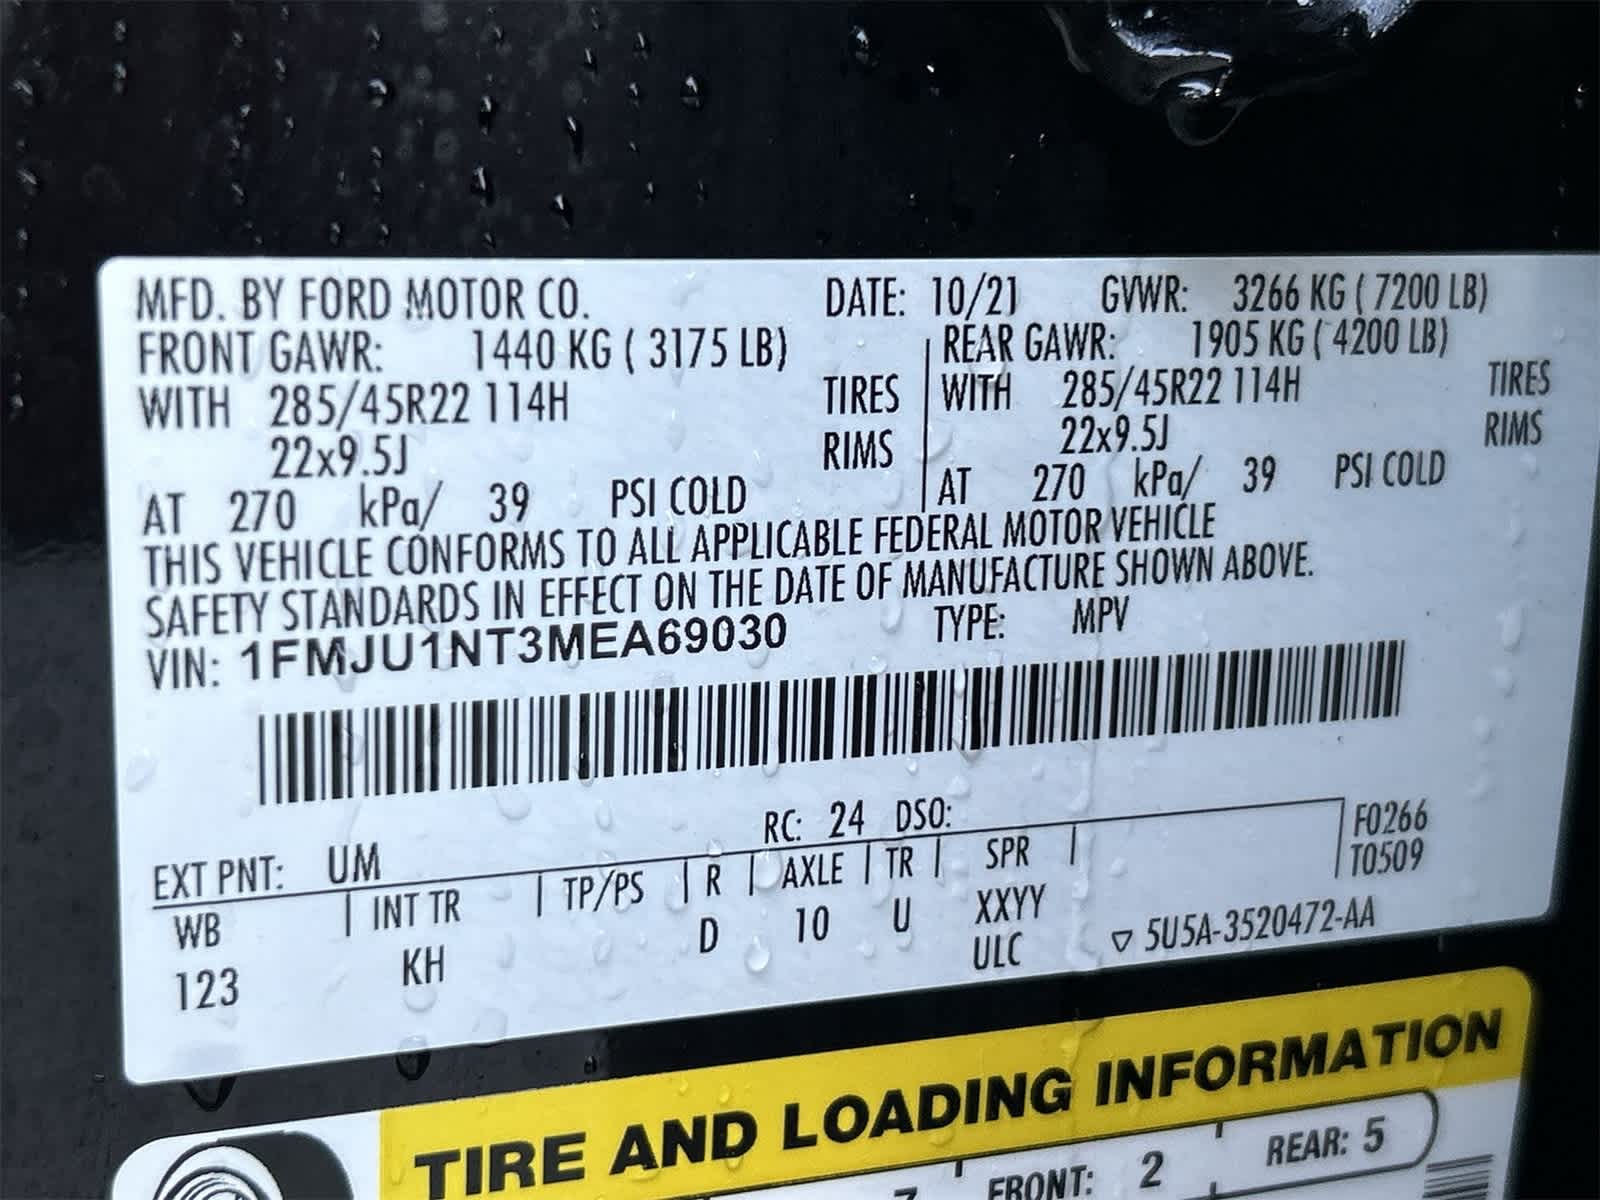 MFD. BY FORD MOTOR CO. DATE: 10/21 GVWR: 3266 KG ( 7200 LB)
FRONT GAWR: 1440 KG ( 3175 LB) REAR GAWR: 1905 KG ( 4200 LB)
WITH 285/45R22 114H TIRES WITH 285/45R22 114H TIRES
22x9.5J RIMS 22x9.5J RIMS
AT 270 kPa/ 39 PSI COLD AT 270 kPa/ 39 PSI COLD
THIS VEHICLE CONFORMS TO ALL APPLICABLE FEDERAL MOTOR VEHICLE
SAFETY STANDARDS IN EFFECT ON THE DATE OF MANUFACTURE SHOWN ABOVE.
VIN: 1FMJU1NT3MEA69030 TYPE: MPV
EXT PNT: UM RC: 24 DSO: F0266
T0509
WB INT TR TP/PS R AXLE TR SPR
123 KH D 10 U XXYY
ULC ▽ 5U5A-3520472-AA
TIRE AND LOADING INFORMATION
FRONT: 2 REAR: 5